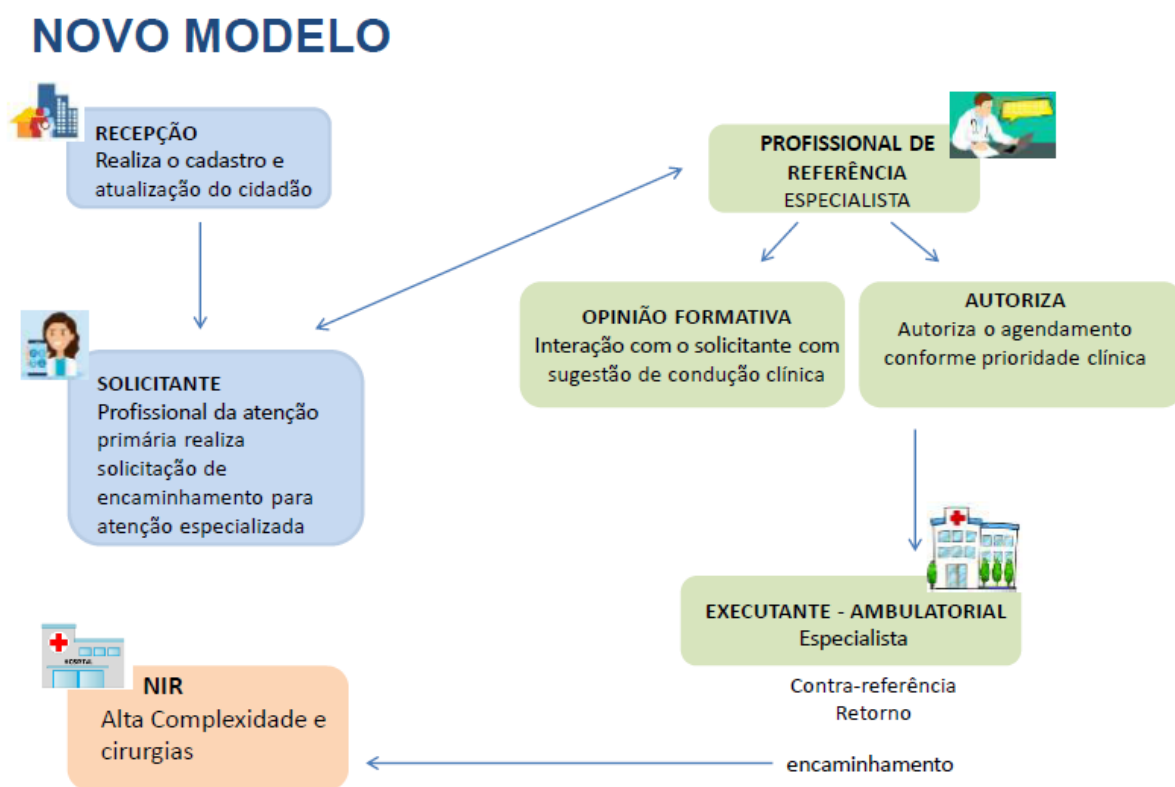 NOVO MODELO
RECEPÇÃO
Realiza o cadastro e
atualização do cidadão
PROFISSIONAL DE
REFERÊNCIA
ESPECIALISTA
OPINIÃO FORMATIVA
Interação com o solicitante com
sugestão de condução clínica
AUTORIZA
Autoriza o agendamento
conforme prioridade clínica
SOLICITANTE
Profissional da atenção
primária realiza
solicitação de
encaminhamento para
atenção especializada
EXECUTANTE - AMBULATORIAL
Especialista
Contra-referência
Retorno
HOSPITAL
NIR
Alta Complexidade e
cirurgias
encaminhamento